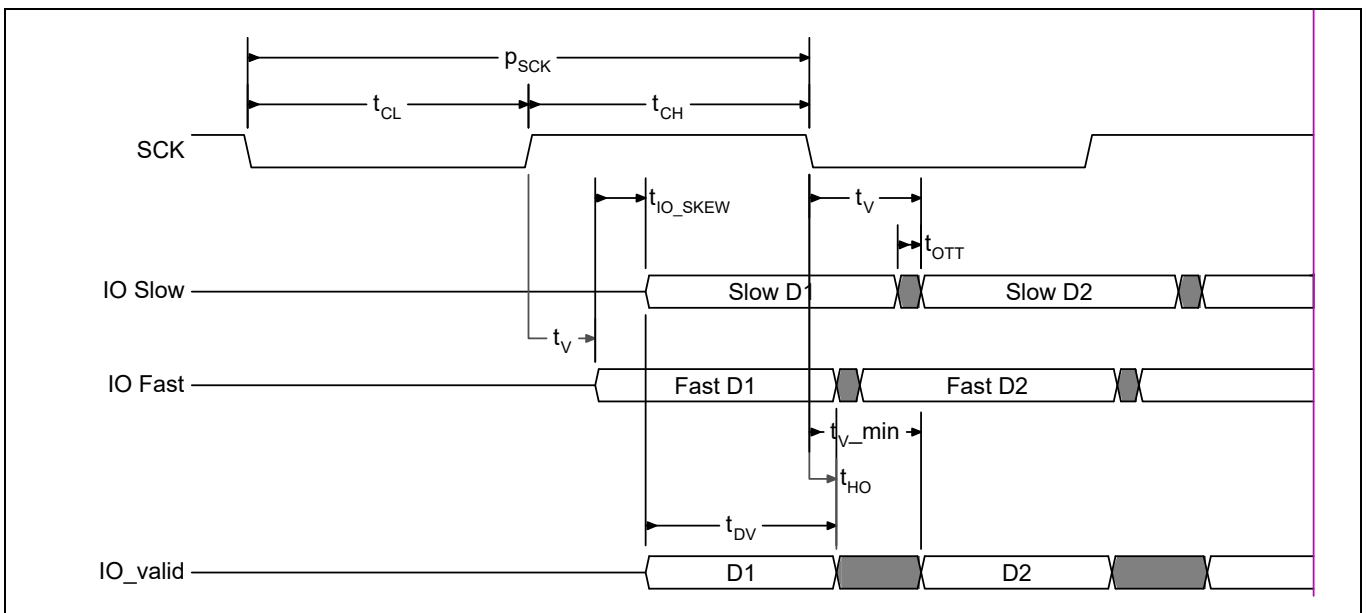 pSCK
tCL
tCH
SCK
tIO_SKEW
tV
tOTT
IO Slow
Slow D1
Slow D2
tV
IO Fast
Fast D1
Fast D2
tV_min
tHO
tDV
IO_valid
D1
D2